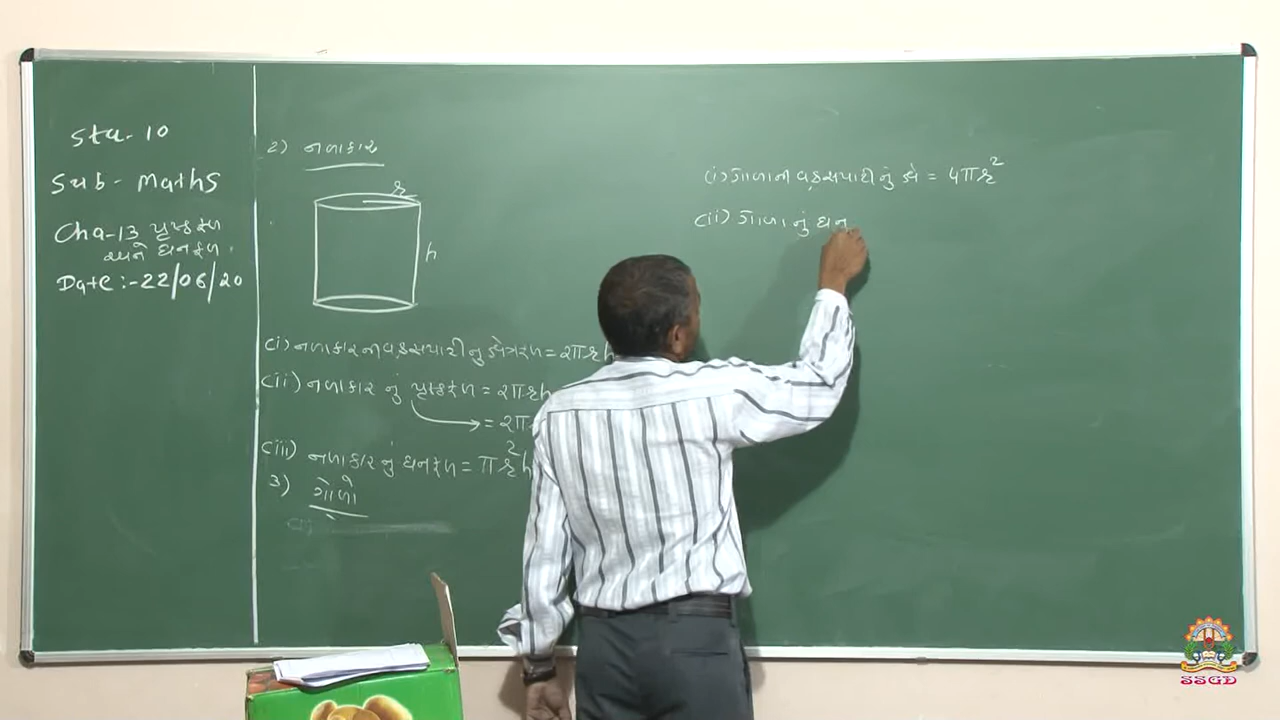 Std - 10
Sub - Maths
Cha-13 પૃષ્ઠફળ
અને ઘનફળ.
Date :- 22/06/20
2) નળાકાર
r
h
(i) નળાકારની વક્રસપાટીનું ક્ષેત્રફળ = 2πrh
(ii) નળાકાર નું પૃષ્ઠફળ = 2πrh
= 2π
(iii) નળાકારનું ઘનફળ = πr²h
3) ગોળો
(i) ગોળાની વક્રસપાટીનું ક્ષે = 4πr²
(ii) ગોળાનું ઘન
SSGD